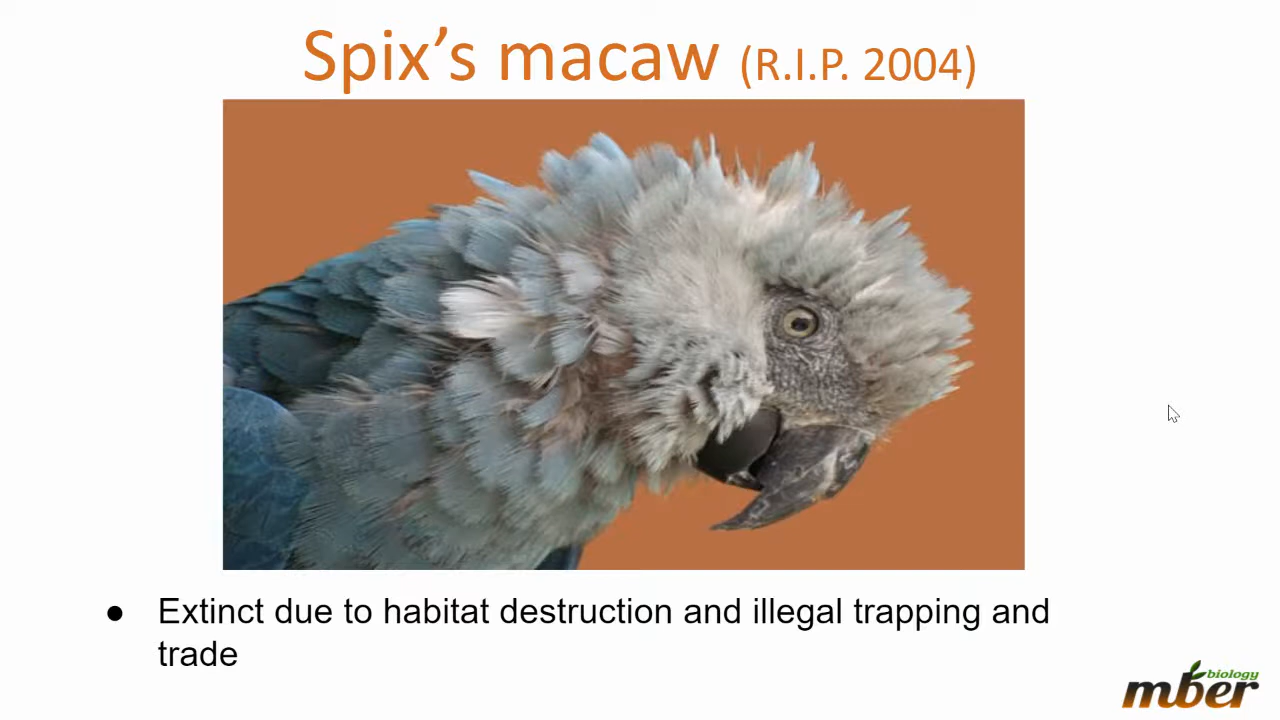 Spix’s macaw (R.I.P. 2004)
● Extinct due to habitat destruction and illegal trapping and
trade
biology
mber